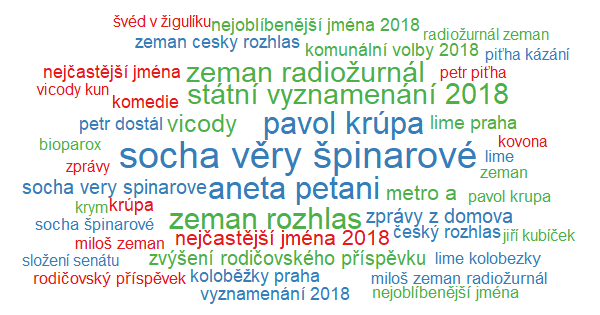 švéd v žigulíku nejoblíbenější jména 2018
radiožurnál zeman
zeman cesky rozhlas komunální volby 2018 piťha kázání
nejčastější jména zeman radiožurnál petr piťha
vicody kun komedie státní vyznamenání 2018
petr dostál vicody pavol krúpa lime praha
bioparox socha věry špinarové kovona
lime
zprávy zeman
socha very spinarove aneta petani metro a pavol krupa
krym krúpa zeman rozhlas zprávy z domova
socha špinarové český rozhlas jiří kubíček
miloš zeman nejčastější jména 2018
složení senátu zvýšení rodičovského příspěvku lime kolobezky
rodičovský příspěvek koloběžky praha miloš zeman radiožurnál
vyznamenání 2018 nejoblíbenější jména